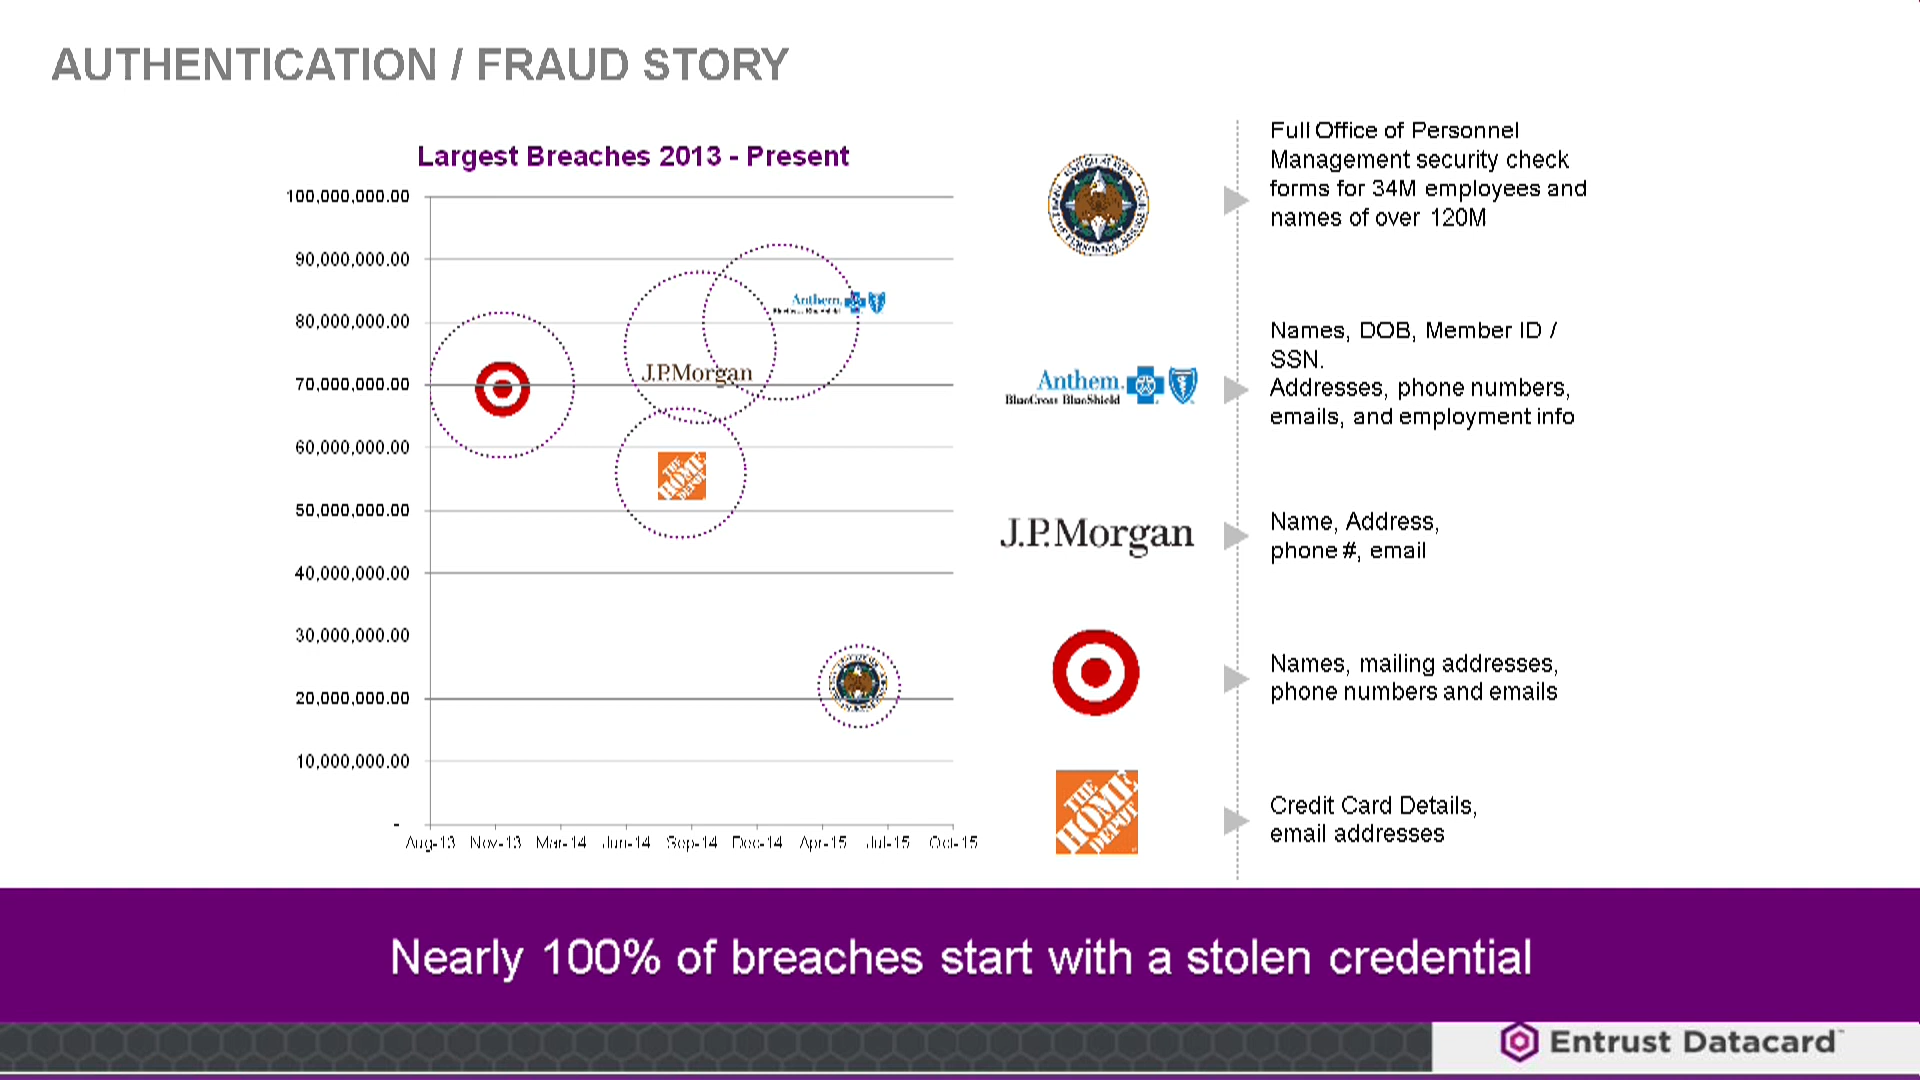 AUTHENTICATION / FRAUD STORY
Largest Breaches 2013 - Present
100,000,000.00
90,000,000.00
80,000,000.00
70,000,000.00
60,000,000.00
50,000,000.00
40,000,000.00
30,000,000.00
20,000,000.00
10,000,000.00
-
Aug-13 Nov-13 Mar-14 Jun-14 Sep-14 Dec-14 Apr-15 Jul-15 Oct-15
Anthem.
BlueCross BlueShield
J.P.Morgan
THE
HOME
DEPOT
Full Office of Personnel
Management security check
forms for 34M employees and
names of over 120M
Anthem.
BlueCross BlueShield
Names, DOB, Member ID /
SSN.
Addresses, phone numbers,
emails, and employment info
J.P.Morgan
Name, Address,
phone #, email
Names, mailing addresses,
phone numbers and emails
THE
HOME
DEPOT
Credit Card Details,
email addresses
Nearly 100% of breaches start with a stolen credential
Entrust Datacard™